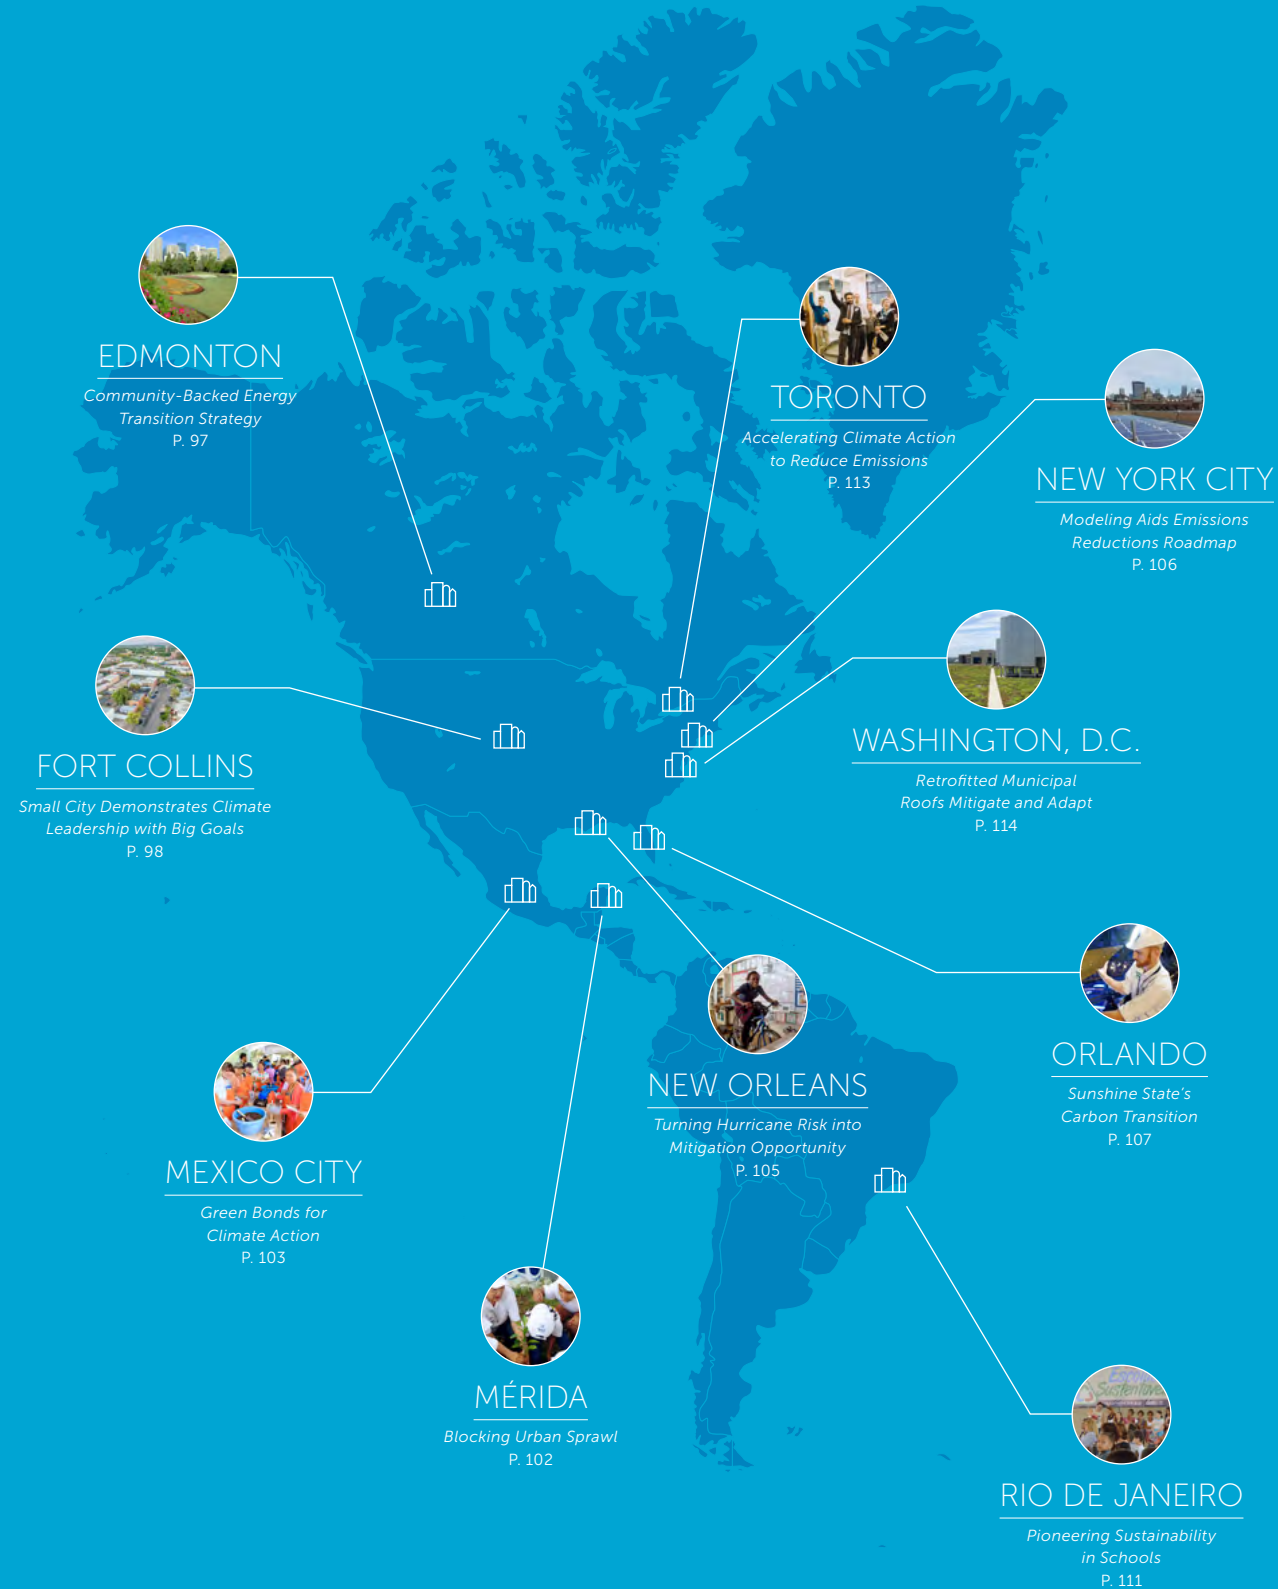 EDMONTON
Community-Backed Energy
Transition Strategy
P. 97
TORONTO
Accelerating Climate Action
to Reduce Emissions
P. 113
NEW YORK CITY
Modeling Aids Emissions
Reductions Roadmap
P. 106
FORT COLLINS
Small City Demonstrates Climate
Leadership with Big Goals
P. 98
WASHINGTON, D.C.
Retrofitted Municipal
Roofs Mitigate and Adapt
P. 114
MEXICO CITY
Green Bonds for
Climate Action
P. 103
NEW ORLEANS
Turning Hurricane Risk into
Mitigation Opportunity
P. 105
ORLANDO
Sunshine State's
Carbon Transition
P. 107
MÉRIDA
Blocking Urban Sprawl
P. 102
RIO DE JANEIRO
Pioneering Sustainability
in Schools
P. 111